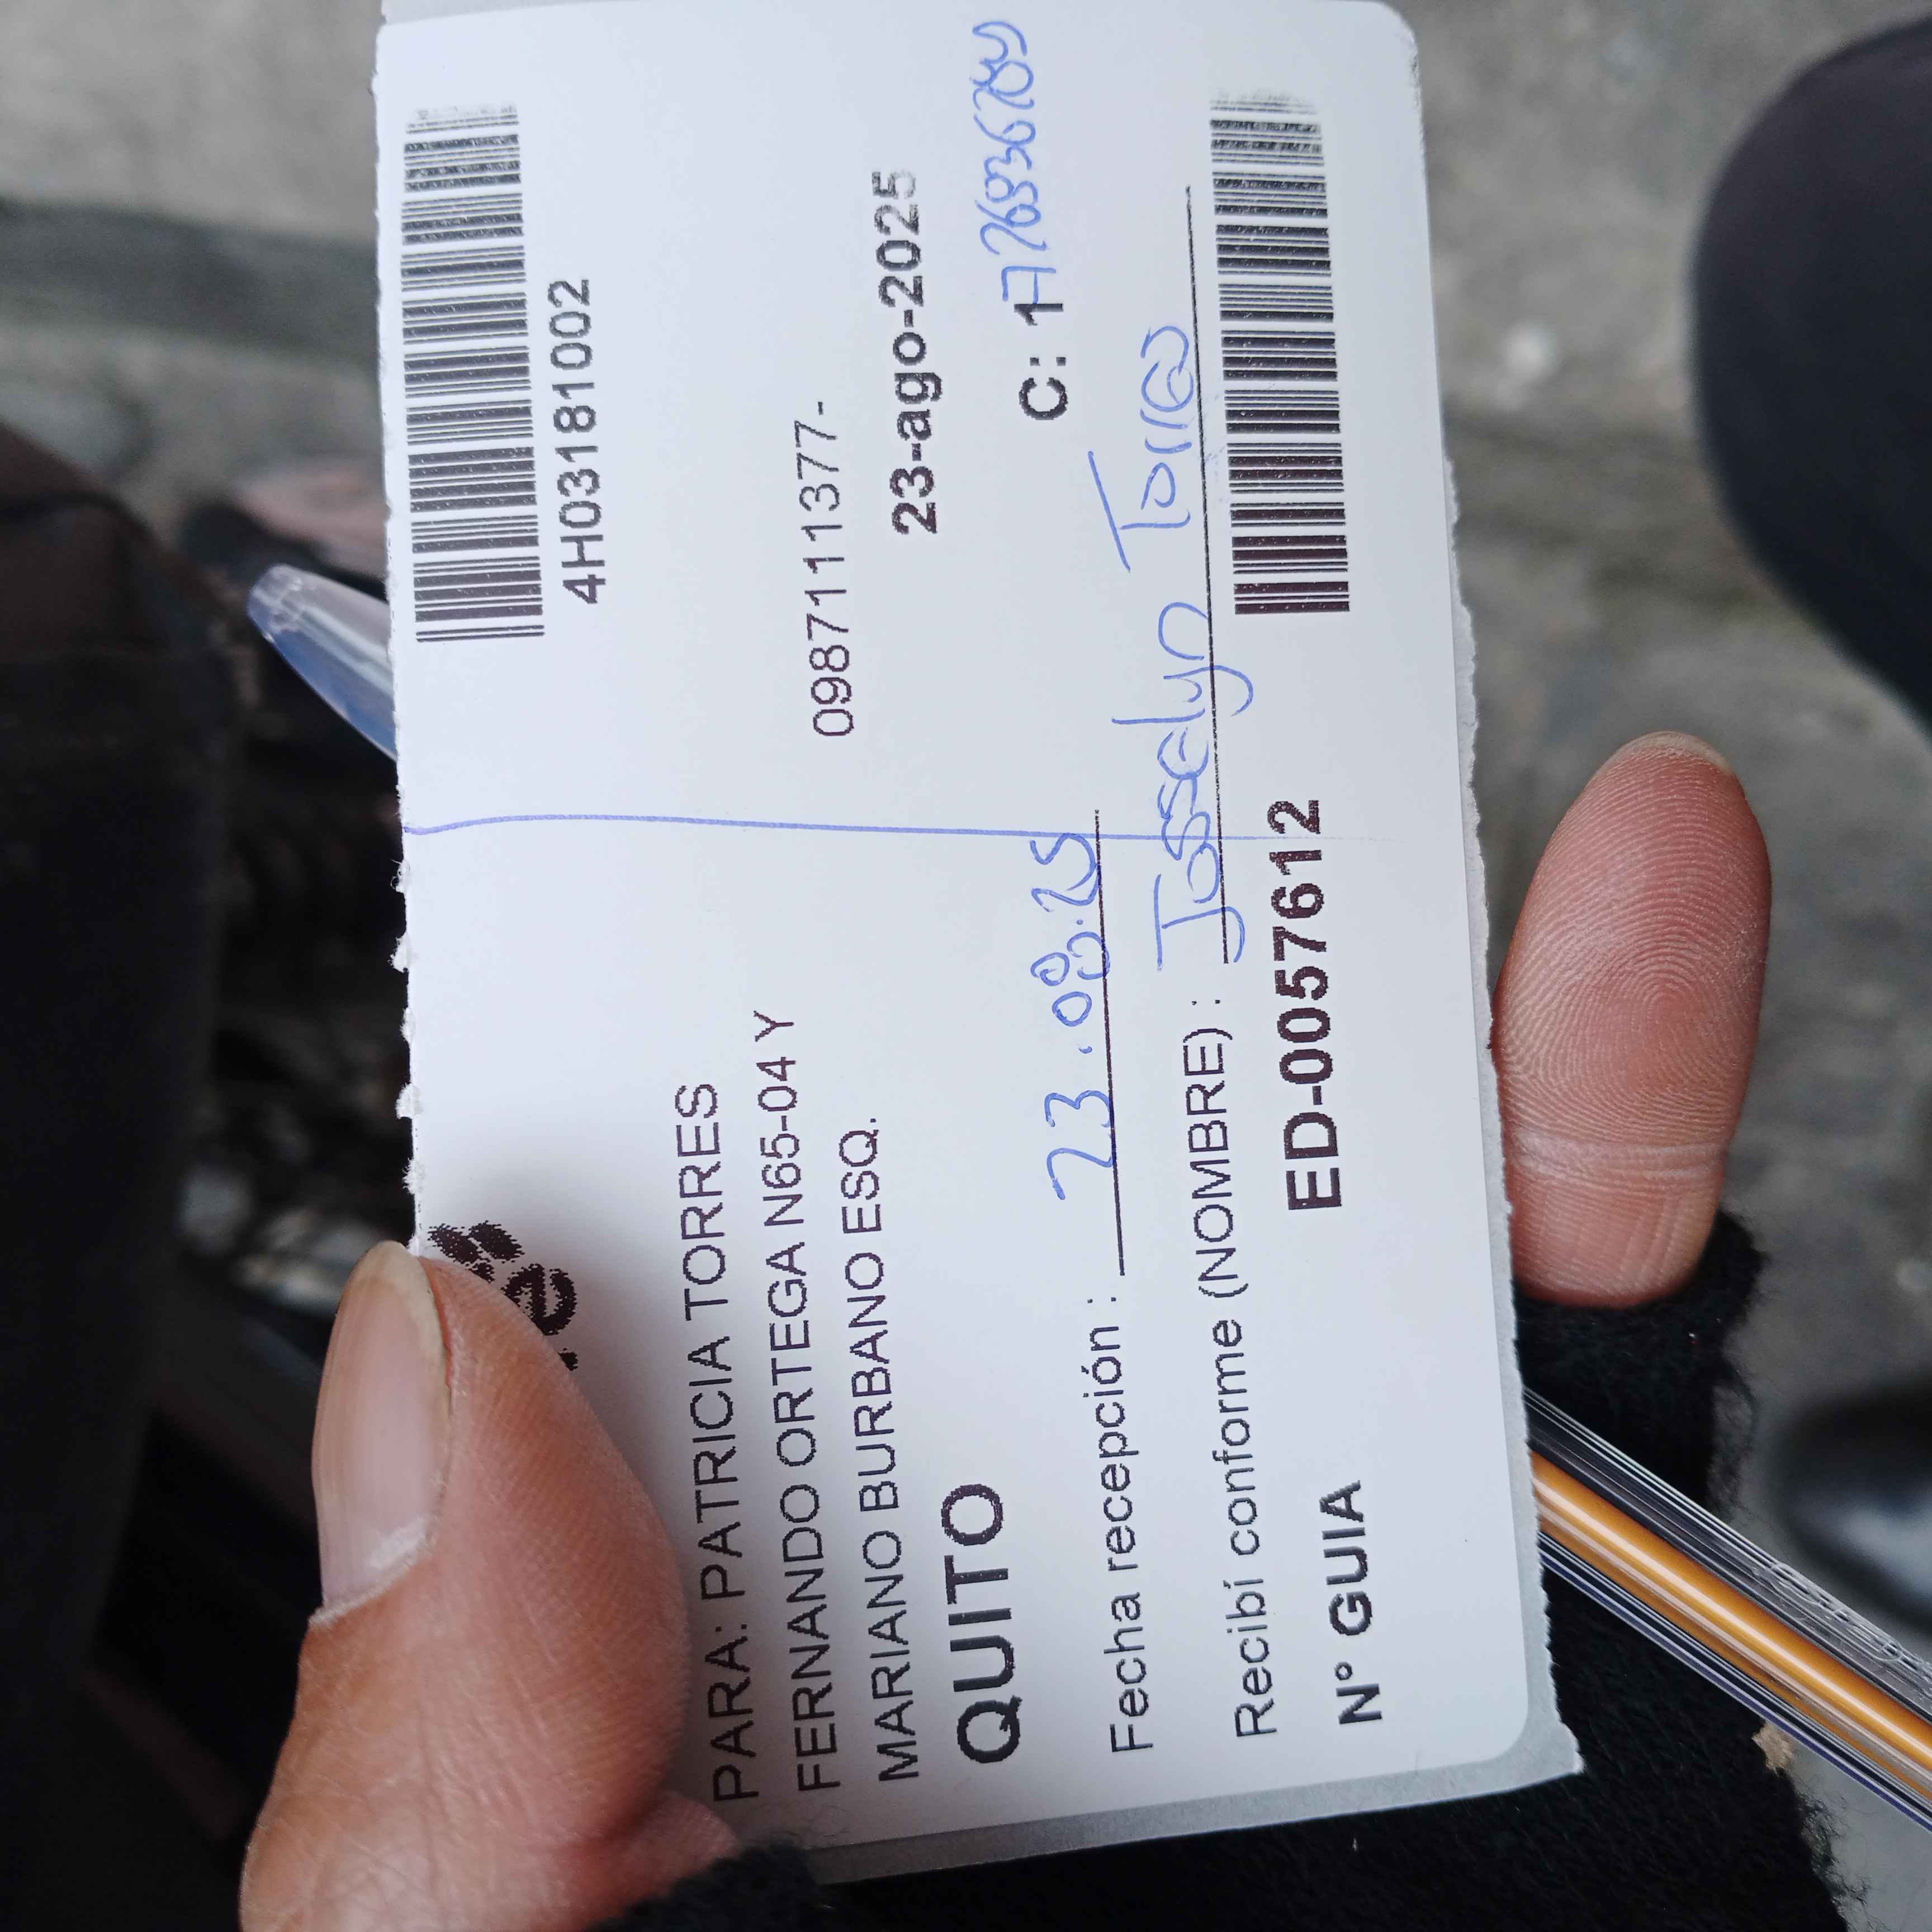 4H03181002
PARA: PATRICIA TORRES
FERNANDO ORTEGA N65-04 Y
0987111377-
MARIANO BURBANO ESQ.
23-ago-2025
QUITO
C: 1
Fecha recepción : 23.08.25
Recibí conforme (NOMBRE) : Josselyn Torres
ED-0057612
N° GUIA